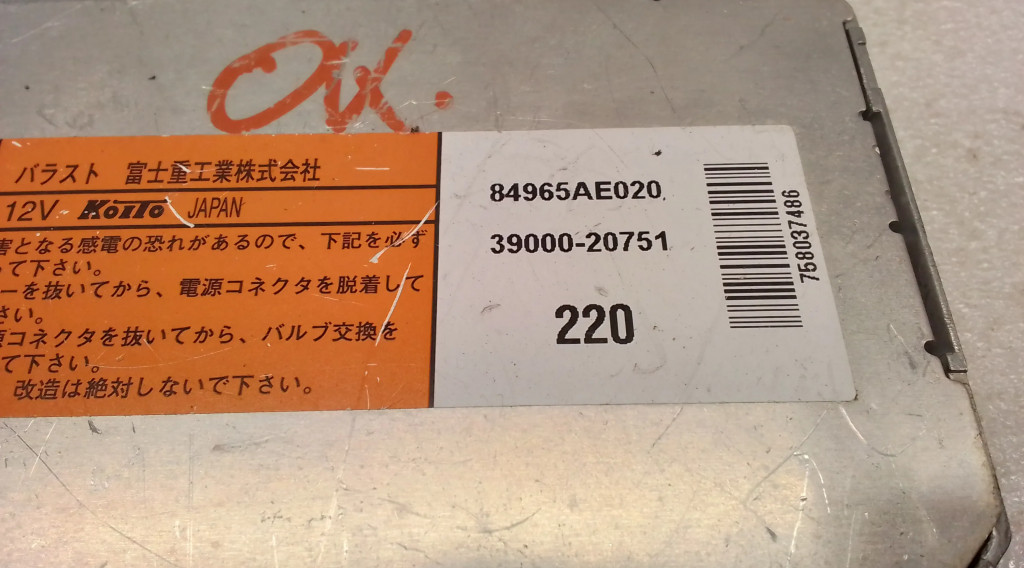 OK.
バラスト 富士重工業株式会社
12V KOITO JAPAN
害となる感電の恐れがあるので、下記を必ず
って下さい。
ーを抜いてから、電源コネクタを脱着して
さい。
源コネクタを抜いてから、バルブ交換を
て下さい。
改造は絶対しないで下さい。
84965AE020
39000-20751
220
758037486